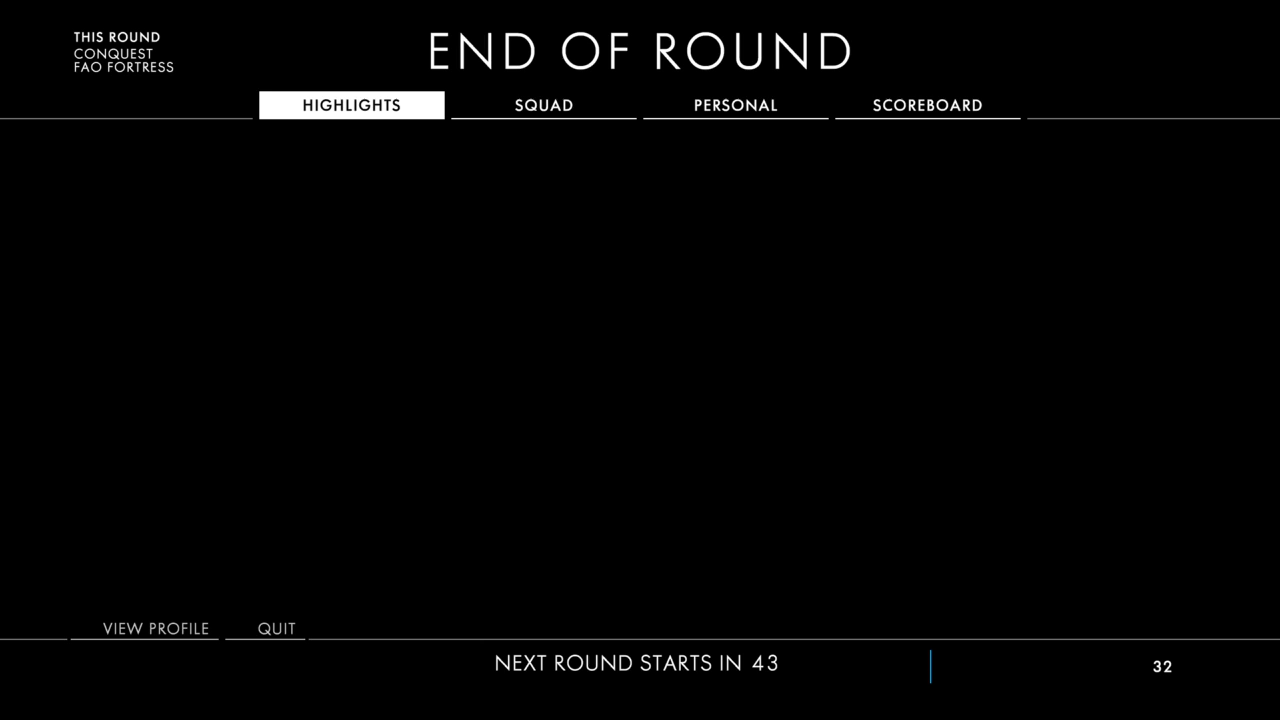 THIS ROUND
CONQUEST
FAO FORTRESS
END OF ROUND
HIGHLIGHTS
SQUAD
PERSONAL
SCOREBOARD
VIEW PROFILE
QUIT
NEXT ROUND STARTS IN 43
32